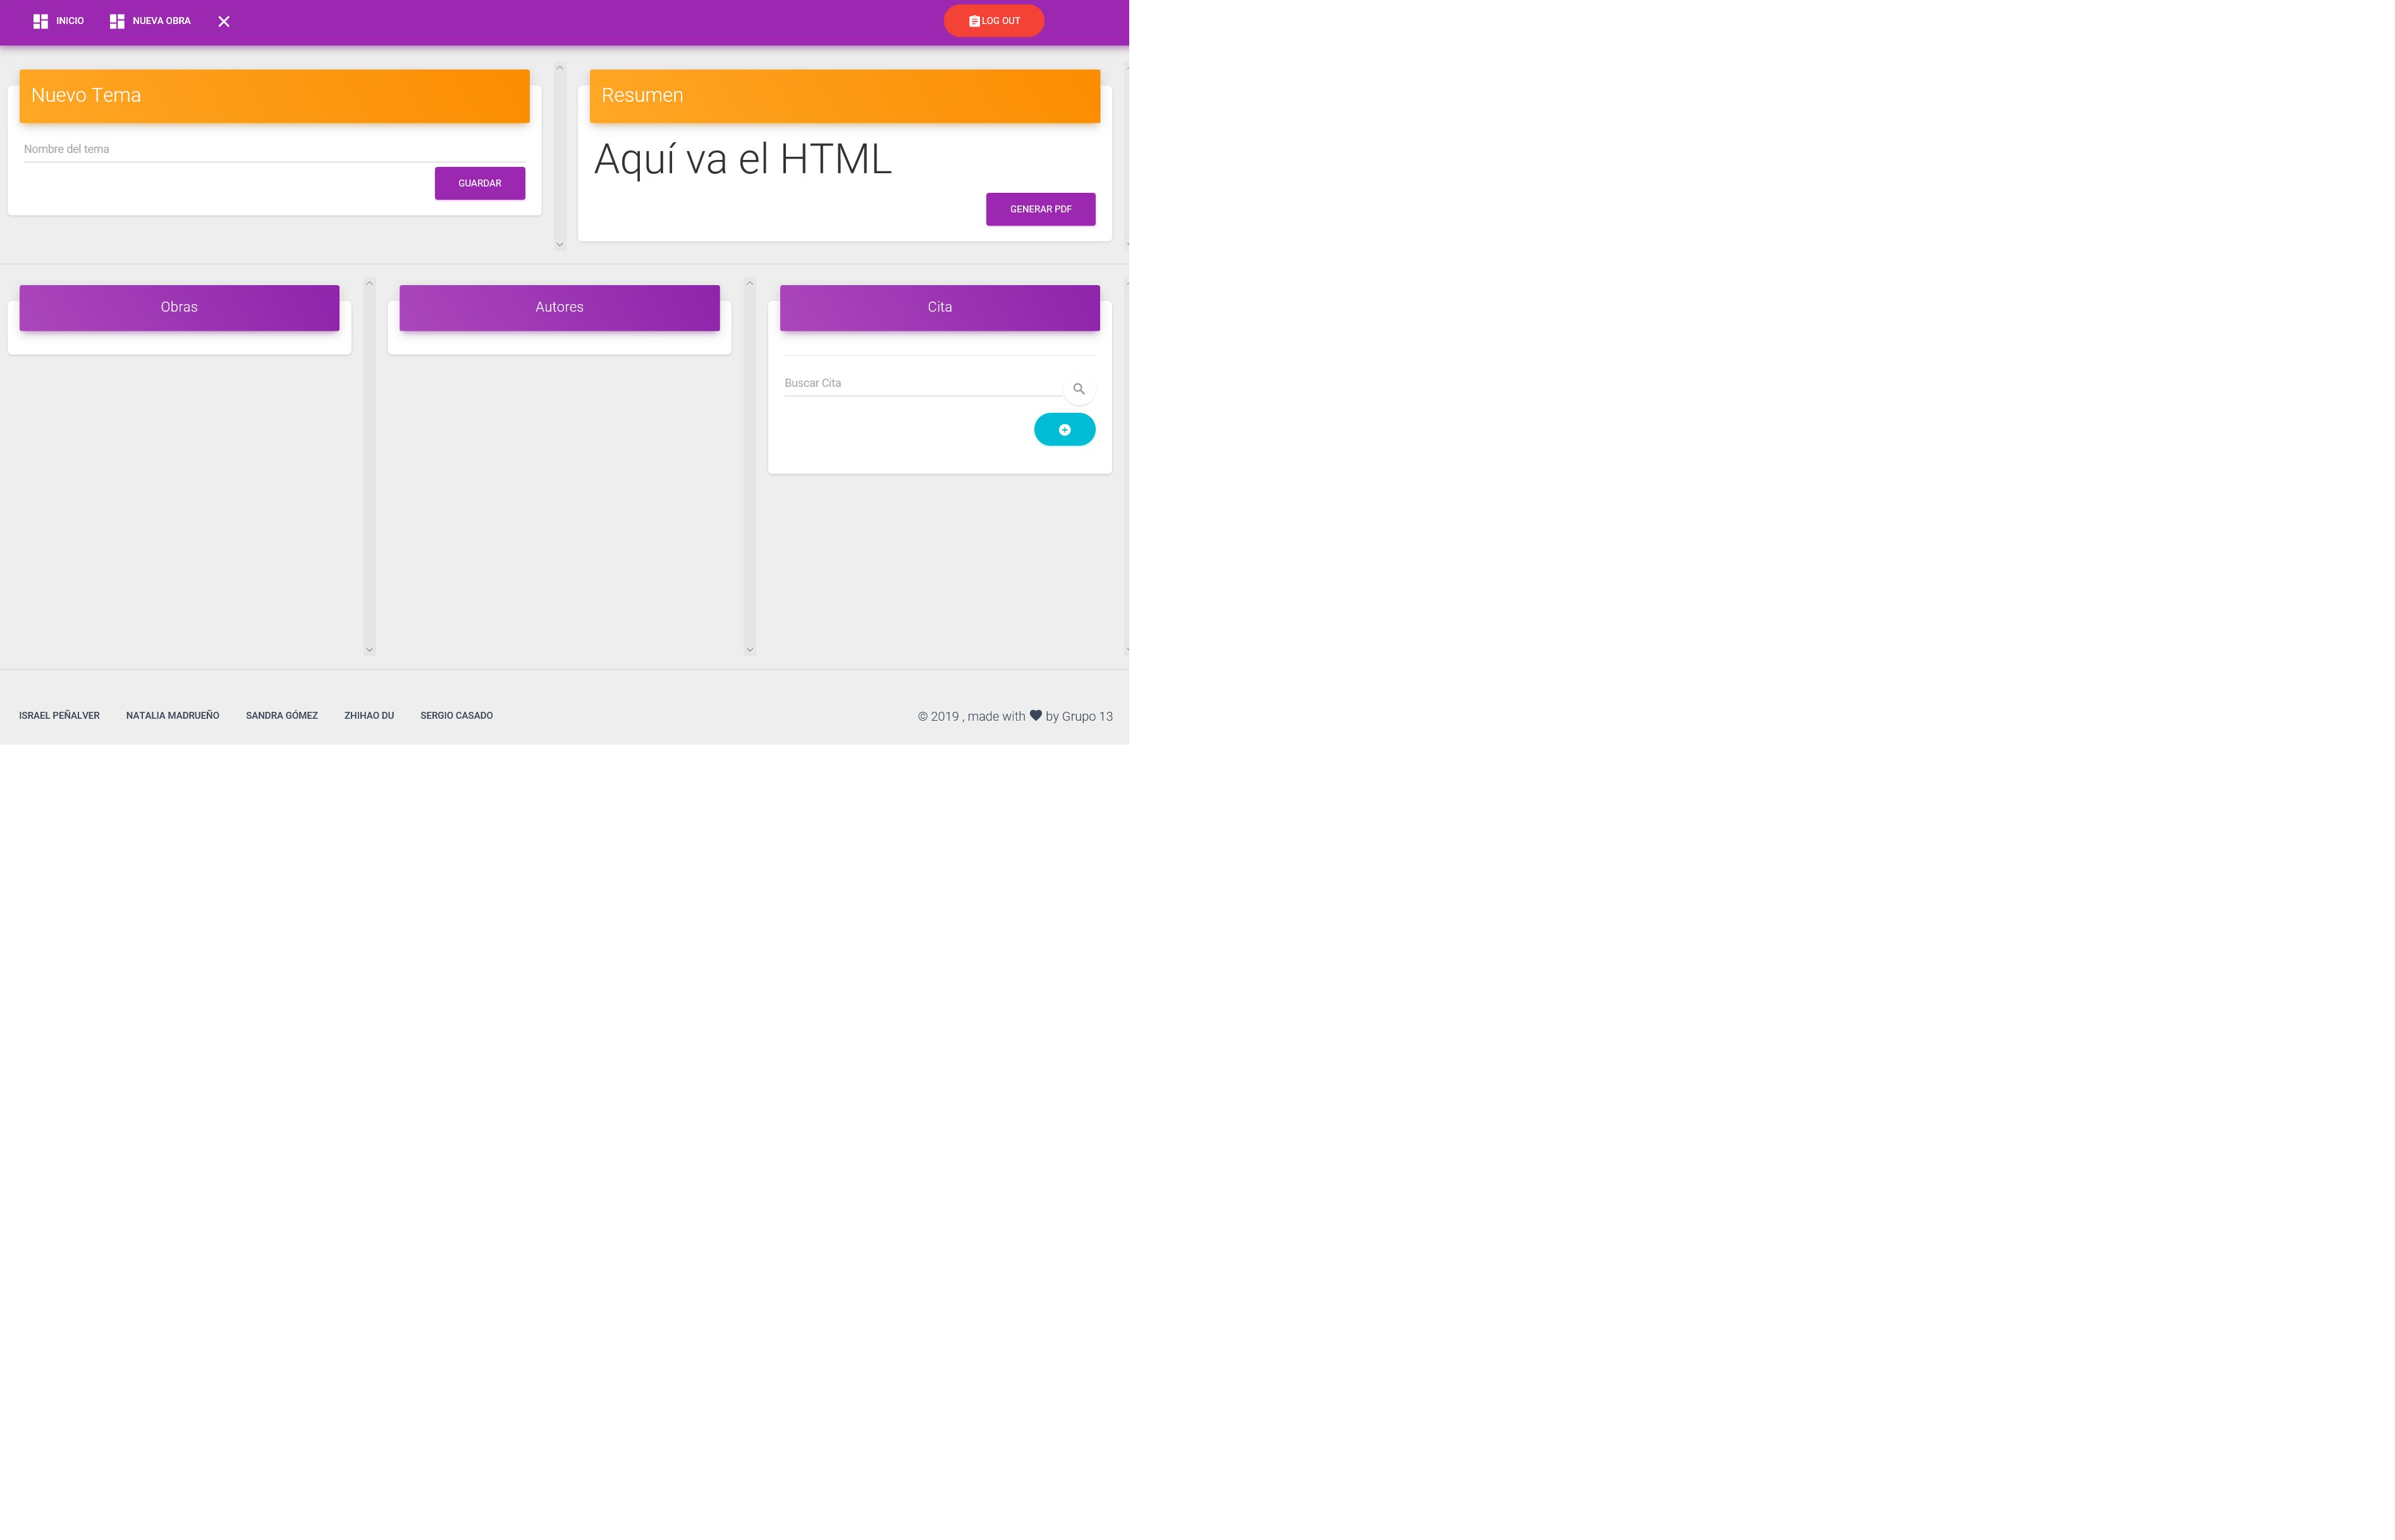 INICIO
NUEVA OBRA
LOG OUT
Nuevo Tema
Nombre del tema
GUARDAR
Resumen
Aquí va el HTML
GENERAR PDF
Obras
Autores
Cita
Buscar Cita
ISRAEL PEÑALVER
NATALIA MADRUEÑO
SANDRA GÓMEZ
ZHIHAO DU
SERGIO CASADO
© 2019 , made with ♥ by Grupo 13